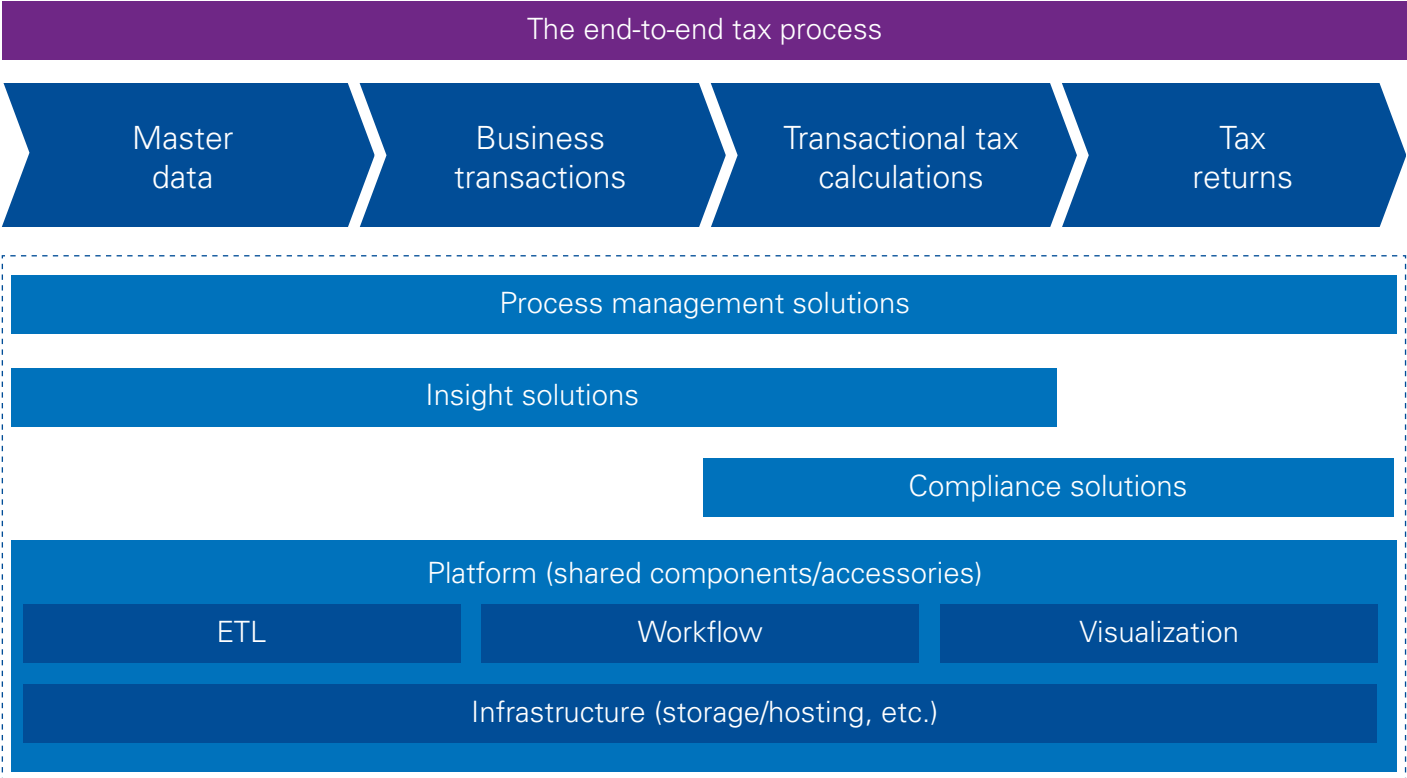 The end-to-end tax process
Master
data
Business
transactions
Transactional tax
calculations
Tax
returns
Process management solutions
Insight solutions
Compliance solutions
Platform (shared components/accessories)
ETL
Workflow
Visualization
Infrastructure (storage/hosting, etc.)